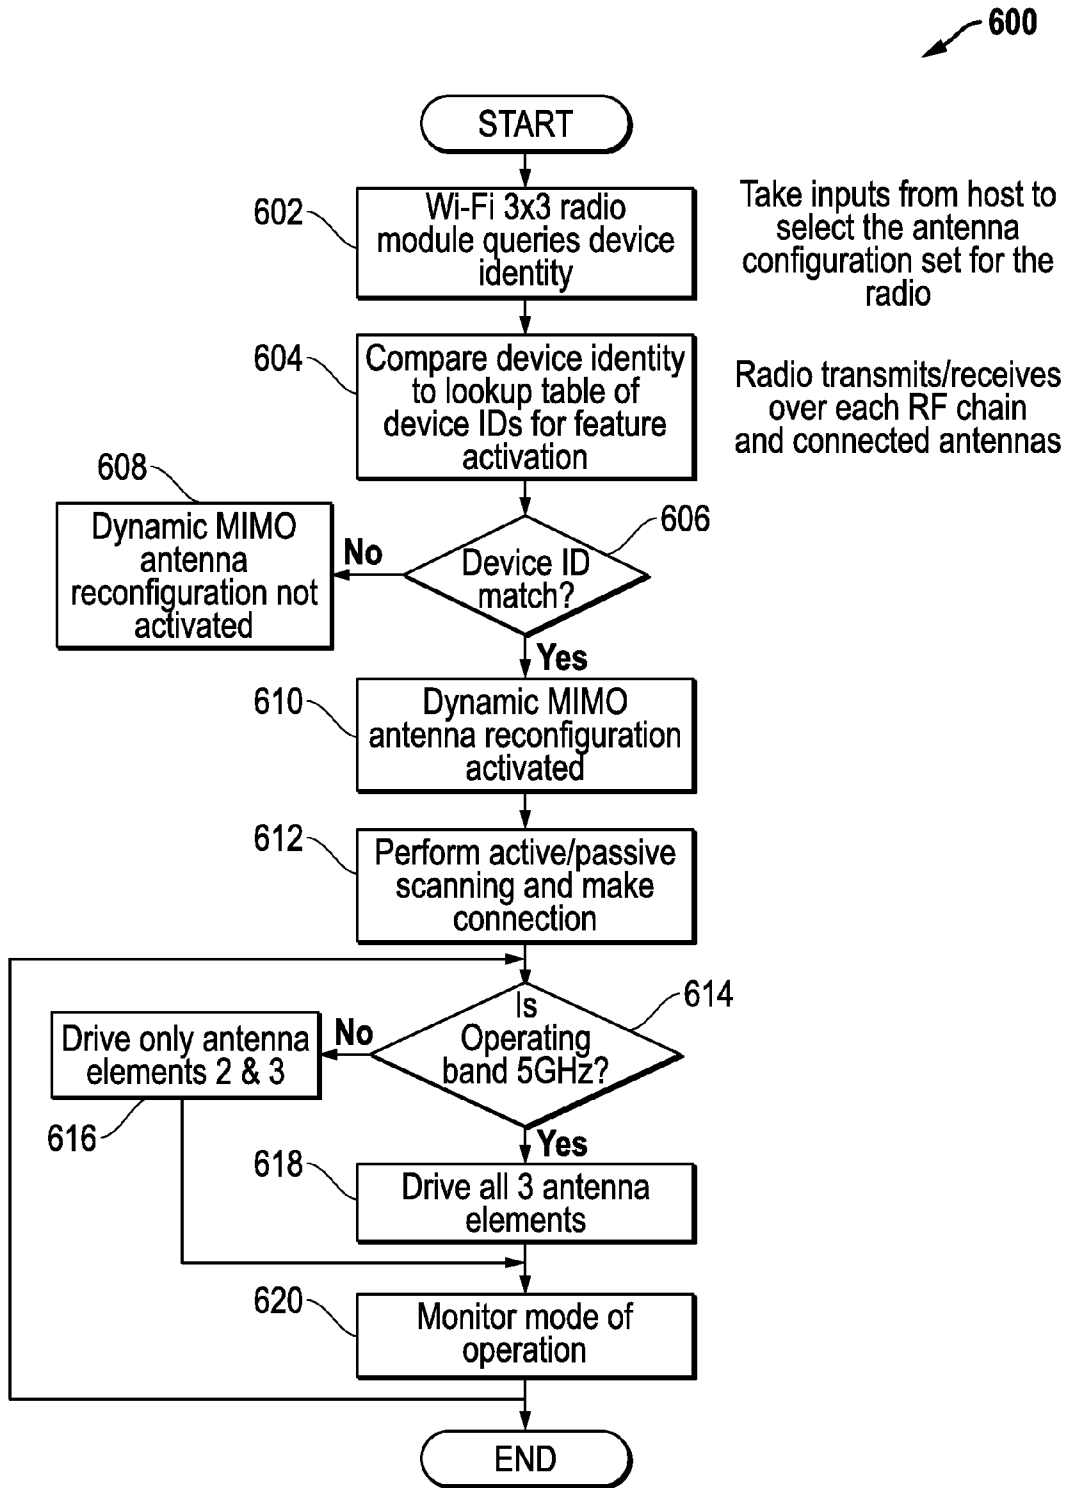 600
START
602
Wi-Fi 3x3 radio
module queries device
identity
Take inputs from host to
select the antenna
configuration set for the
radio
604
Compare device identity
to lookup table of
device IDs for feature
activation
Radio transmits/receives
over each RF chain
and connected antennas
606
Device ID
match?
No
608
Dynamic MIMO
antenna
reconfiguration not
activated
Yes
610
Dynamic MIMO
antenna reconfiguration
activated
612
Perform active/passive
scanning and make
connection
614
Is
Operating
band 5GHz?
No
Drive only antenna
elements 2 & 3
616
Yes
618
Drive all 3 antenna
elements
620
Monitor mode of
operation
END